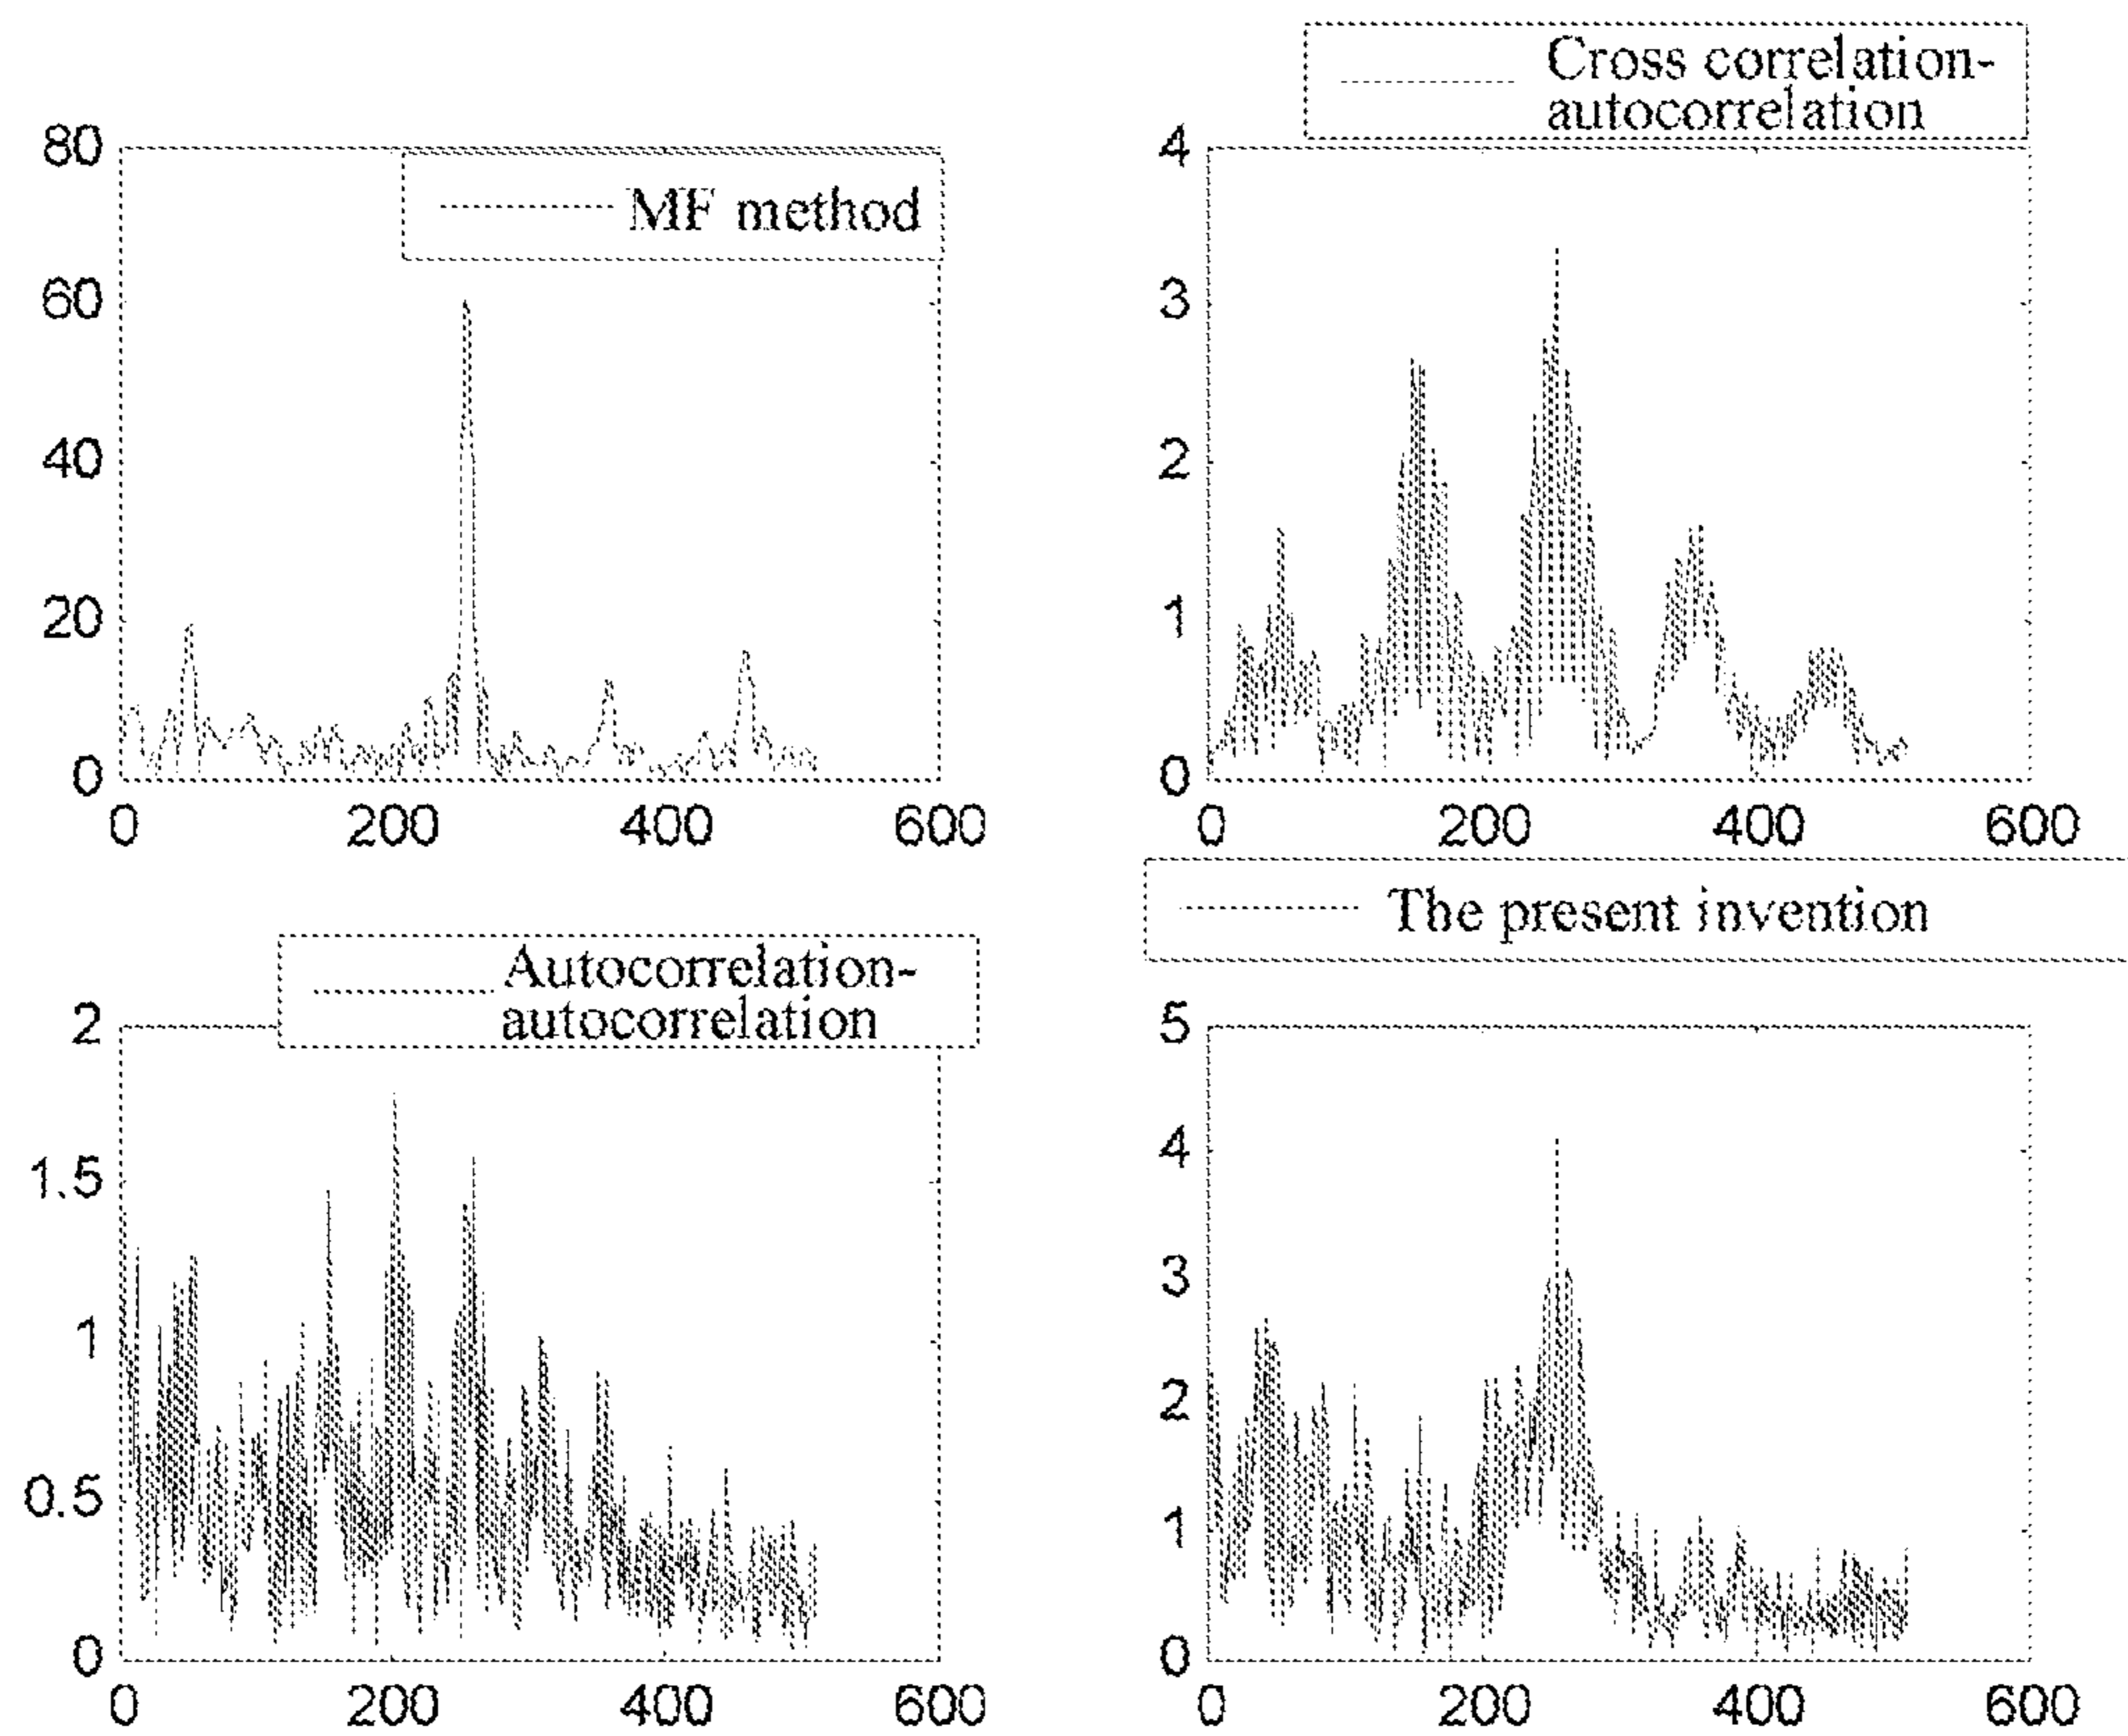 MF method
80
60
40
20
0
0 200 400 600
Cross correlation-
autocorrelation
4
3
2
1
0
0 200 400 600
Autocorrelation-
autocorrelation
2
1.5
1
0.5
0
0 200 400 600
The present invention
5
4
3
2
1
0
0 200 400 600